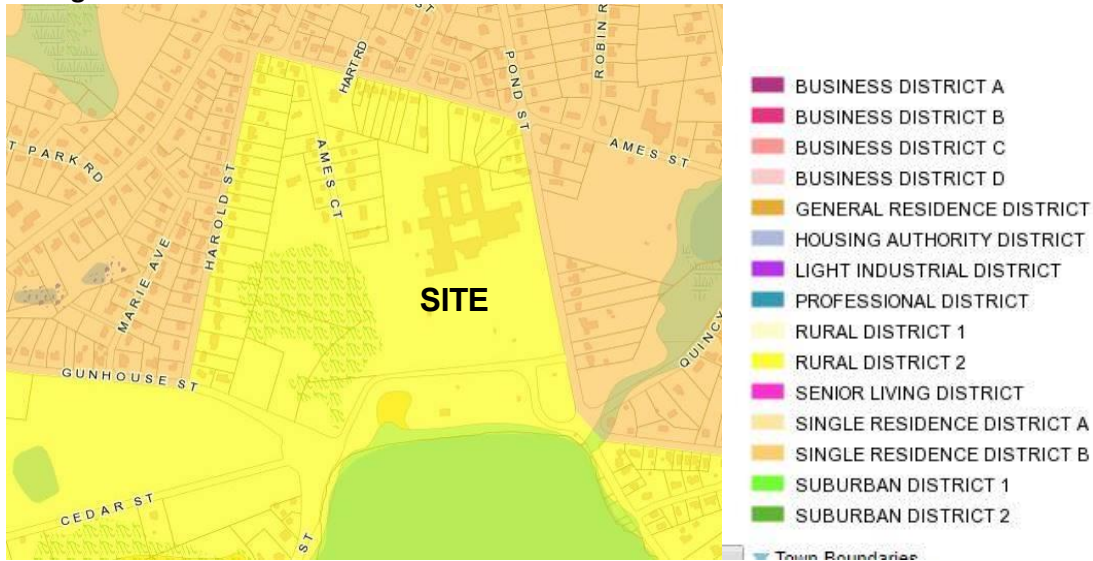 ST
HART RD
POND ST
ROBIN R
T PARK RD
AMES CT
AMES ST
HAROLD ST
MARIE AVE
SITE
QUINCY
GUNHOUSE ST
CEDAR ST
ST
BUSINESS DISTRICT A
BUSINESS DISTRICT B
BUSINESS DISTRICT C
BUSINESS DISTRICT D
GENERAL RESIDENCE DISTRICT
HOUSING AUTHORITY DISTRICT
LIGHT INDUSTRIAL DISTRICT
PROFESSIONAL DISTRICT
RURAL DISTRICT 1
RURAL DISTRICT 2
SENIOR LIVING DISTRICT
SINGLE RESIDENCE DISTRICT A
SINGLE RESIDENCE DISTRICT B
SUBURBAN DISTRICT 1
SUBURBAN DISTRICT 2
Town Boundaries